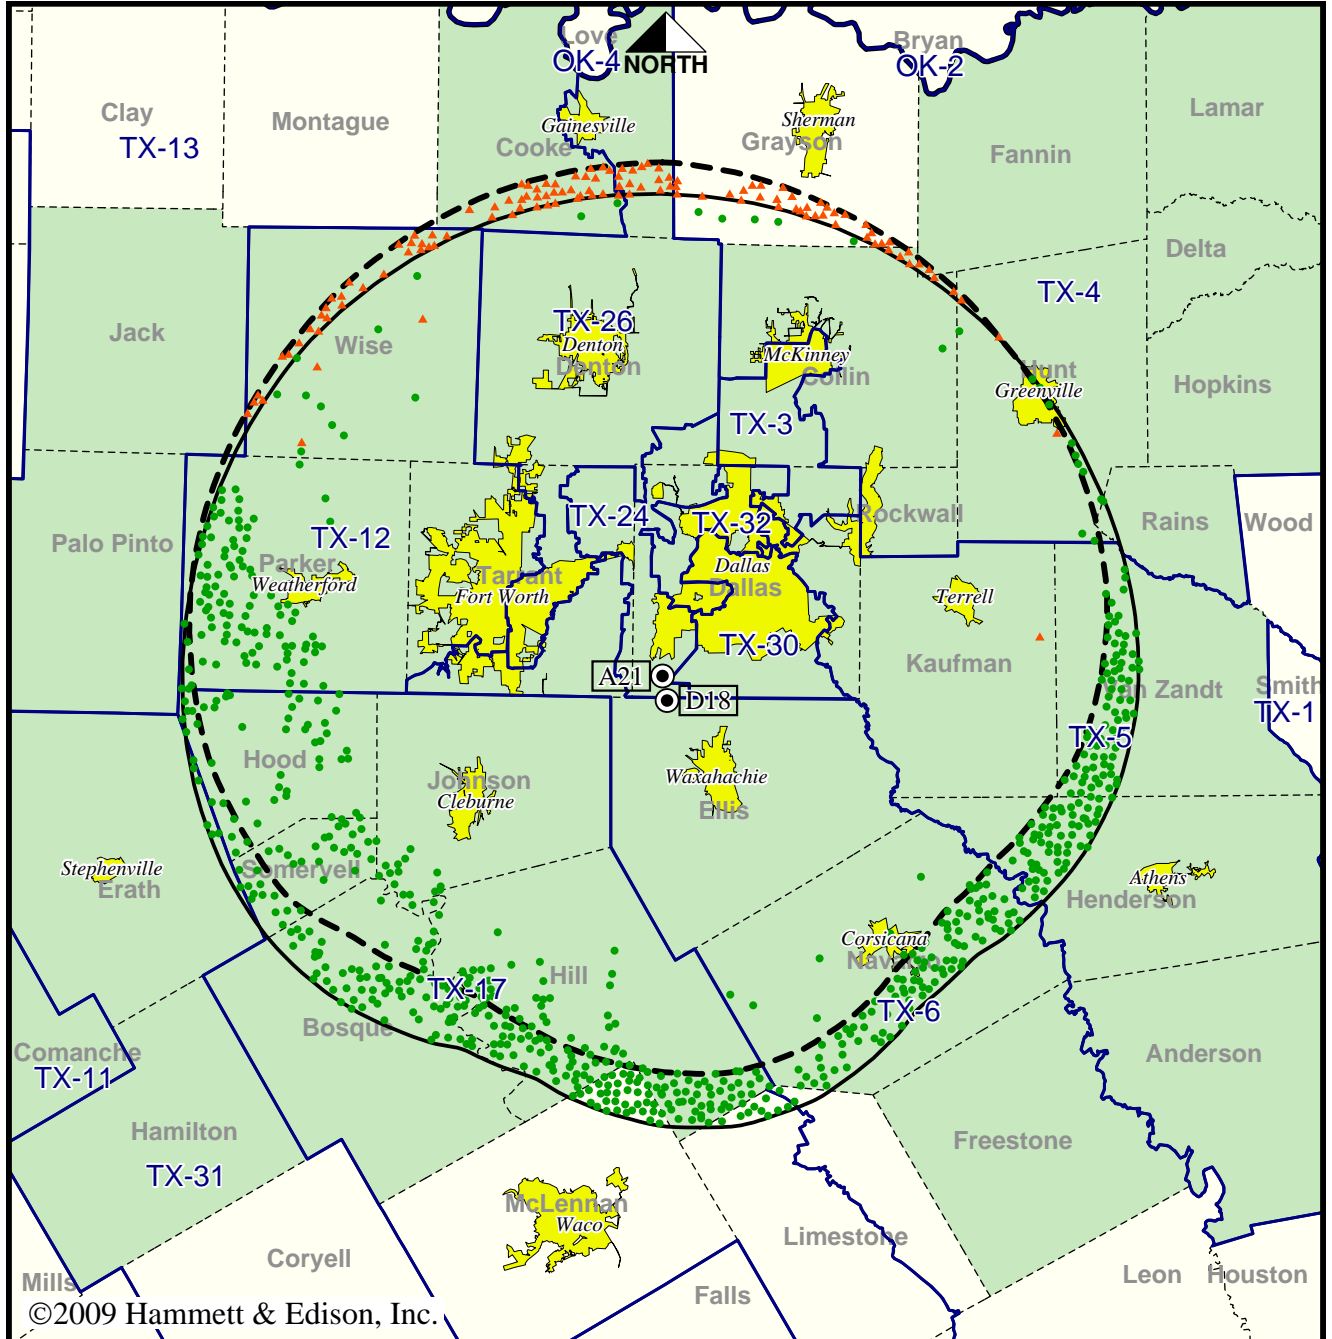 Love
OK-4
NORTH
Bryan
OK-2
Clay
TX-13
Montague
Gainesville
Cooke
Sherman
Grayson
Fannin
Lamar
Delta
TX-4
Jack
Wise
TX-26
Denton
Denton
McKinney
Collin
Hunt
Greenville
Hopkins
TX-3
Palo Pinto
TX-12
Parker
Weatherford
TX-24
TX-32
Rockwall
Rains
Wood
Tarrant
Fort Worth
Dallas
Dallas
TX-30
Terrell
Kaufman
A21
D18
Van Zandt
Smith
TX-1
TX-5
Hood
Johnson
Cleburne
Waxahachie
Ellis
Stephenville
Erath
Somervell
Athens
Henderson
Corsicana
Navarro
Hill
TX-17
TX-6
Bosque
Comanche
TX-11
Anderson
Hamilton
TX-31
Freestone
McLennan
Waco
Limestone
Coryell
Mills
Falls
Leon
Houston
©2009 Hammett & Edison, Inc.